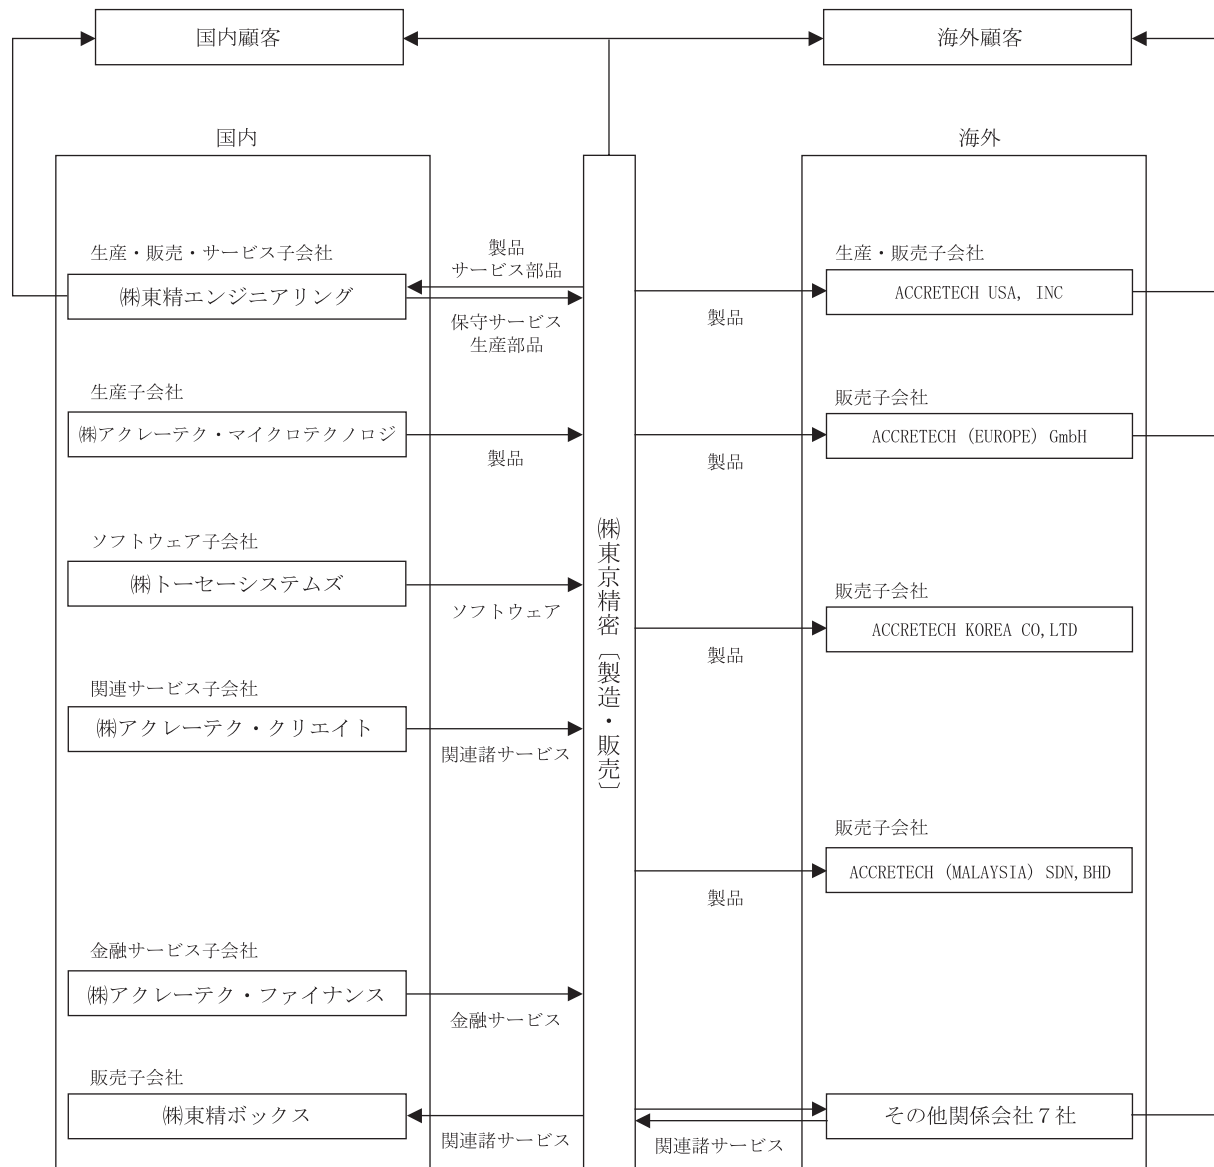 国内顧客
海外顧客
国内
海外
生産・販売・サービス子会社
㈱東精エンジニアリング
製品
サービス部品
保守サービス
生産部品
生産子会社
㈱アクレーテク・マイクロテクノロジ
製品
ソフトウェア子会社
㈱トーセーシステムズ
ソフトウェア
関連サービス子会社
㈱アクレーテク・クリエイト
関連諸サービス
金融サービス子会社
㈱アクレーテク・ファイナンス
金融サービス
販売子会社
㈱東精ボックス
関連諸サービス
㈱東京精密〔製造・販売〕
生産・販売子会社
ACCRETECH USA, INC
製品
販売子会社
ACCRETECH (EUROPE) GmbH
製品
販売子会社
ACCRETECH KOREA CO,LTD
製品
販売子会社
ACCRETECH (MALAYSIA) SDN,BHD
製品
その他関係会社７社
関連諸サービス